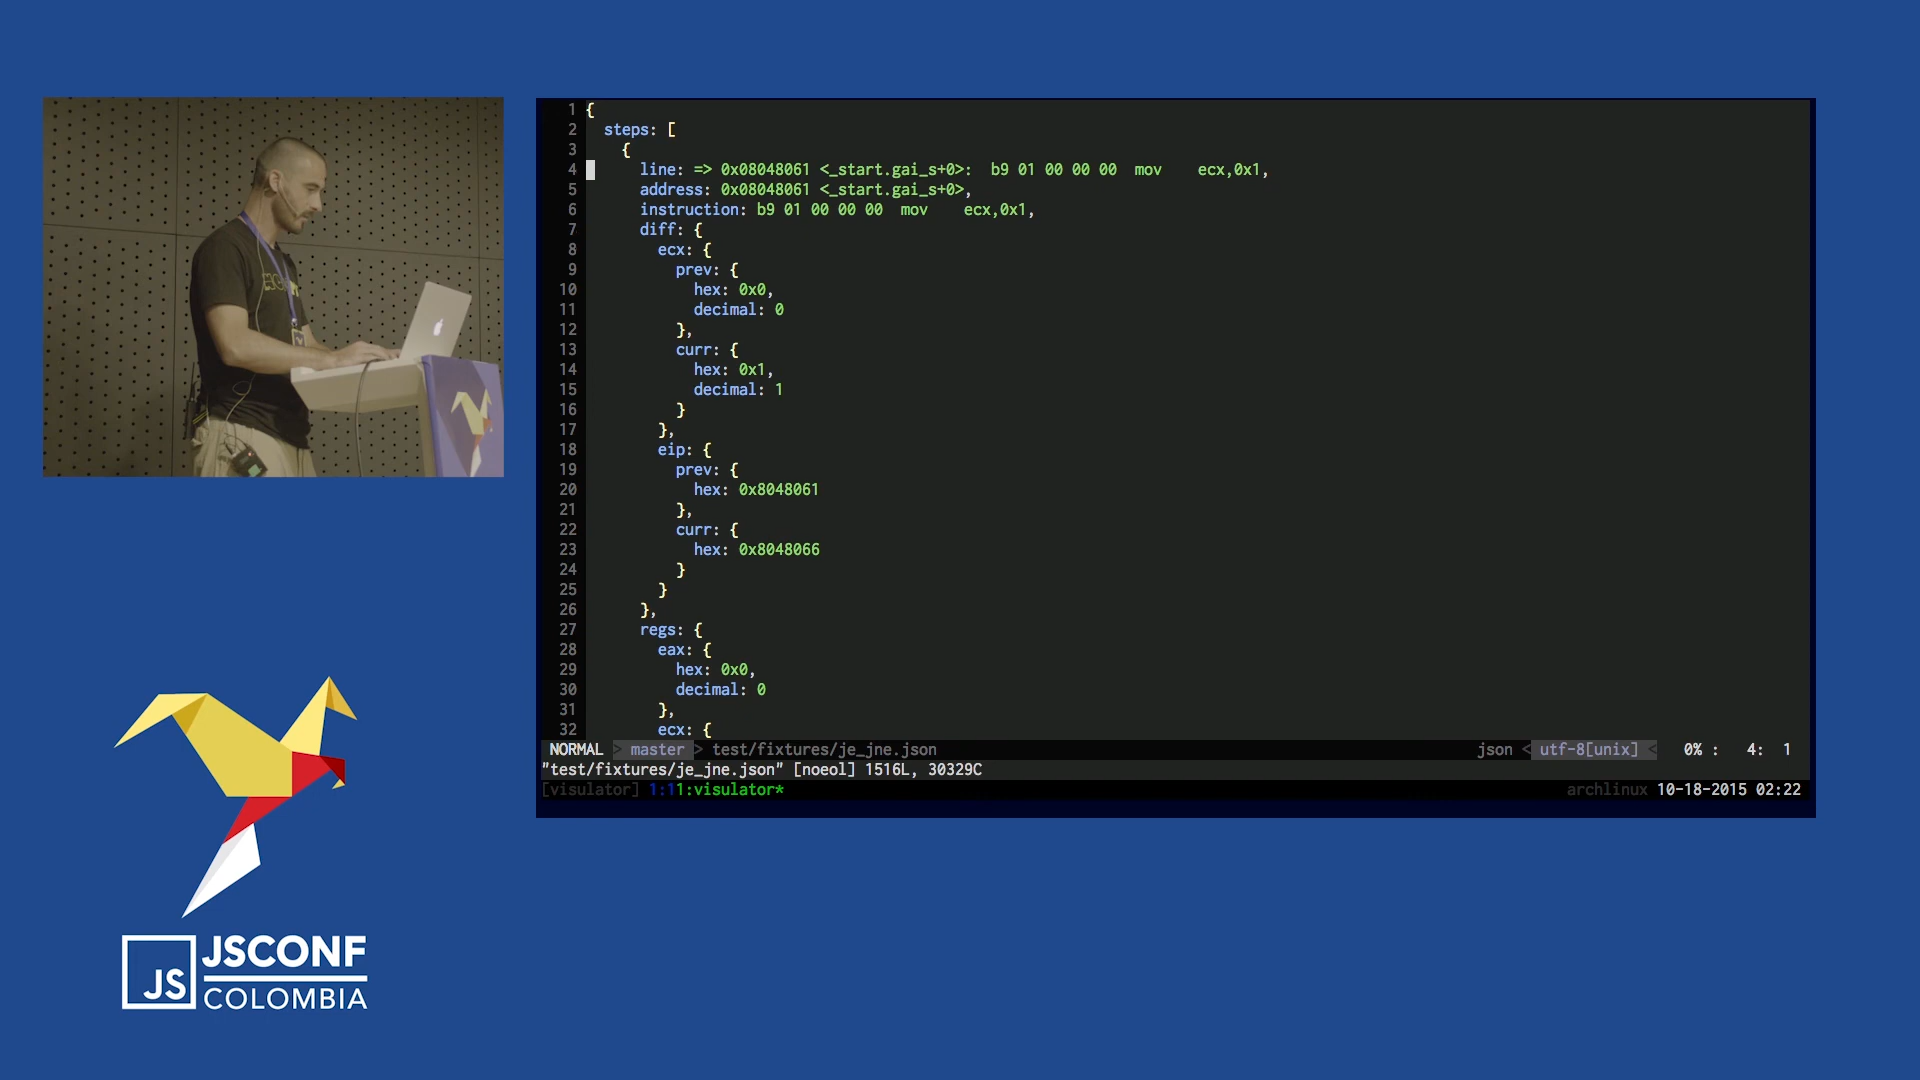 1 {
2 steps: [
3 {
4 line: => 0x08048061 <_start.gai_s+0>: b9 01 00 00 00 mov ecx,0x1,
5 address: 0x08048061 <_start.gai_s+0>,
6 instruction: b9 01 00 00 00 mov ecx,0x1,
7 diff: {
8 ecx: {
9 prev: {
10 hex: 0x0,
11 decimal: 0
12 },
13 curr: {
14 hex: 0x1,
15 decimal: 1
16 }
17 },
18 eip: {
19 prev: {
20 hex: 0x8048061
21 },
22 curr: {
23 hex: 0x8048066
24 }
25 }
26 },
27 regs: {
28 eax: {
29 hex: 0x0,
30 decimal: 0
31 },
32 ecx: {
NORMAL > master > test/fixtures/je_jne.json json < utf-8[unix] < 0% : 4: 1
"test/fixtures/je_jne.json" [noeol] 1516L, 30329C
[visulator] 1:11:visulator* archlinux 10-18-2015 02:22
JS JSCONF
COLOMBIA